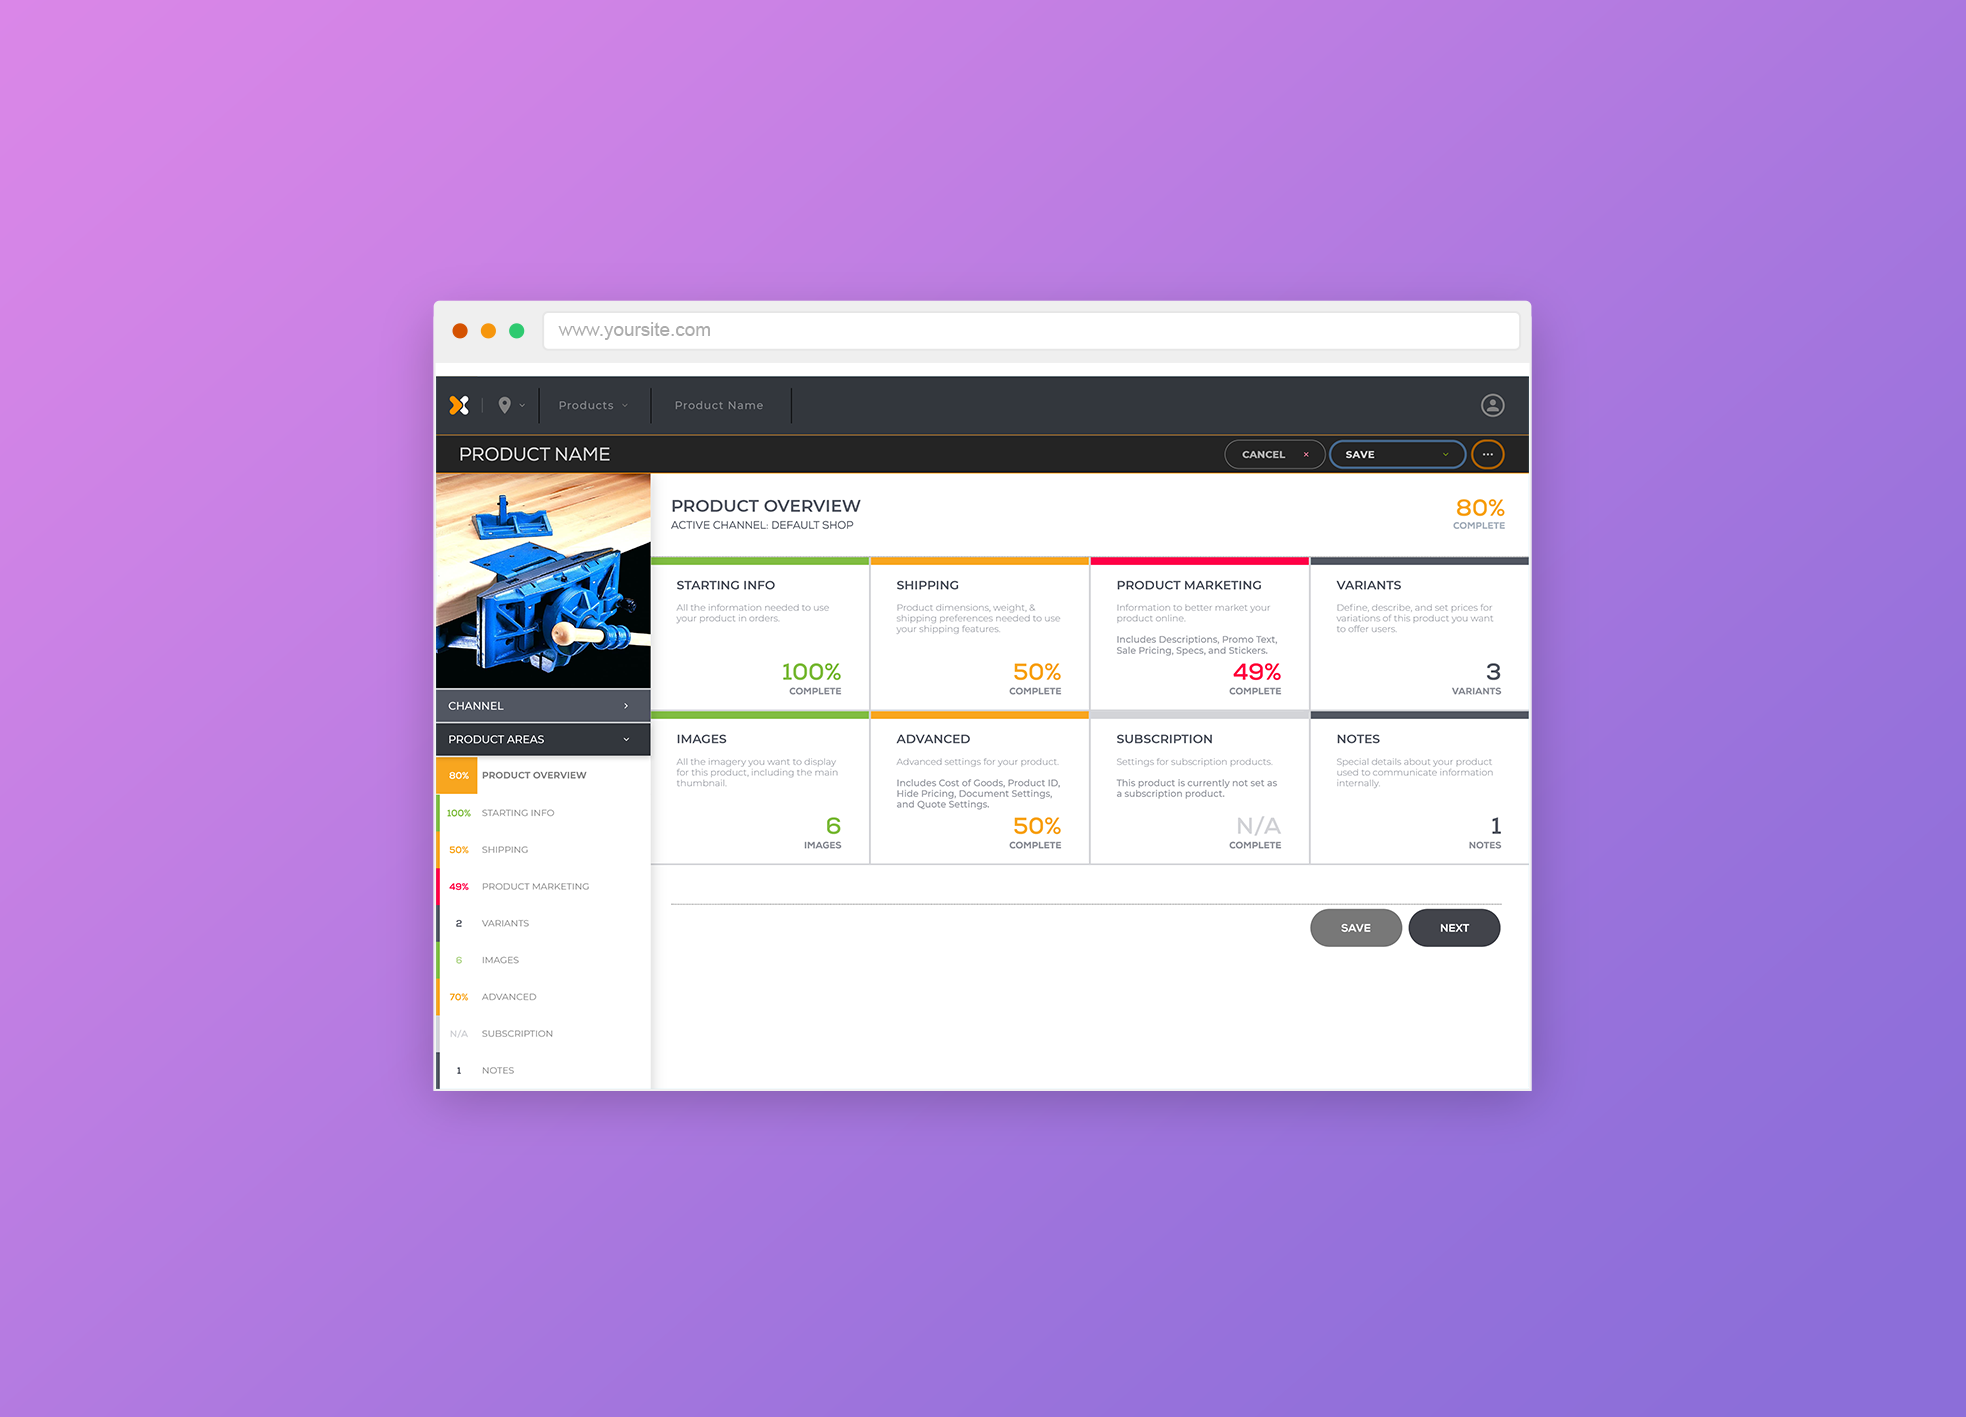 www.yoursite.com
Products
Product Name
PRODUCT NAME
CANCEL ×
SAVE
PRODUCT OVERVIEW
ACTIVE CHANNEL: DEFAULT SHOP
80%
COMPLETE
STARTING INFO
All the information needed to use
your product in orders.
100%
COMPLETE
SHIPPING
Product dimensions, weight, &
shipping preferences needed to use
your shipping features.
50%
COMPLETE
PRODUCT MARKETING
Information to better market your
product online.
Includes Descriptions, Promo Text,
Sale Pricing, Specs, and Stickers.
49%
COMPLETE
VARIANTS
Define, describe, and set prices for
variations of this product you want
to offer users.
3
VARIANTS
IMAGES
All the imagery you want to display
for this product, including the main
thumbnail.
6
IMAGES
ADVANCED
Advanced settings for your product.
Includes Cost of Goods, Product ID,
Hide Pricing, Document Settings,
and Quote Settings.
50%
COMPLETE
SUBSCRIPTION
Settings for subscription products.
This product is currently not set as
a subscription product.
N/A
COMPLETE
NOTES
Special details about your product
used to communicate information
internally.
1
NOTES
SAVE
NEXT
CHANNEL
PRODUCT AREAS
80% PRODUCT OVERVIEW
100% STARTING INFO
50% SHIPPING
49% PRODUCT MARKETING
2 VARIANTS
6 IMAGES
70% ADVANCED
N/A SUBSCRIPTION
1 NOTES